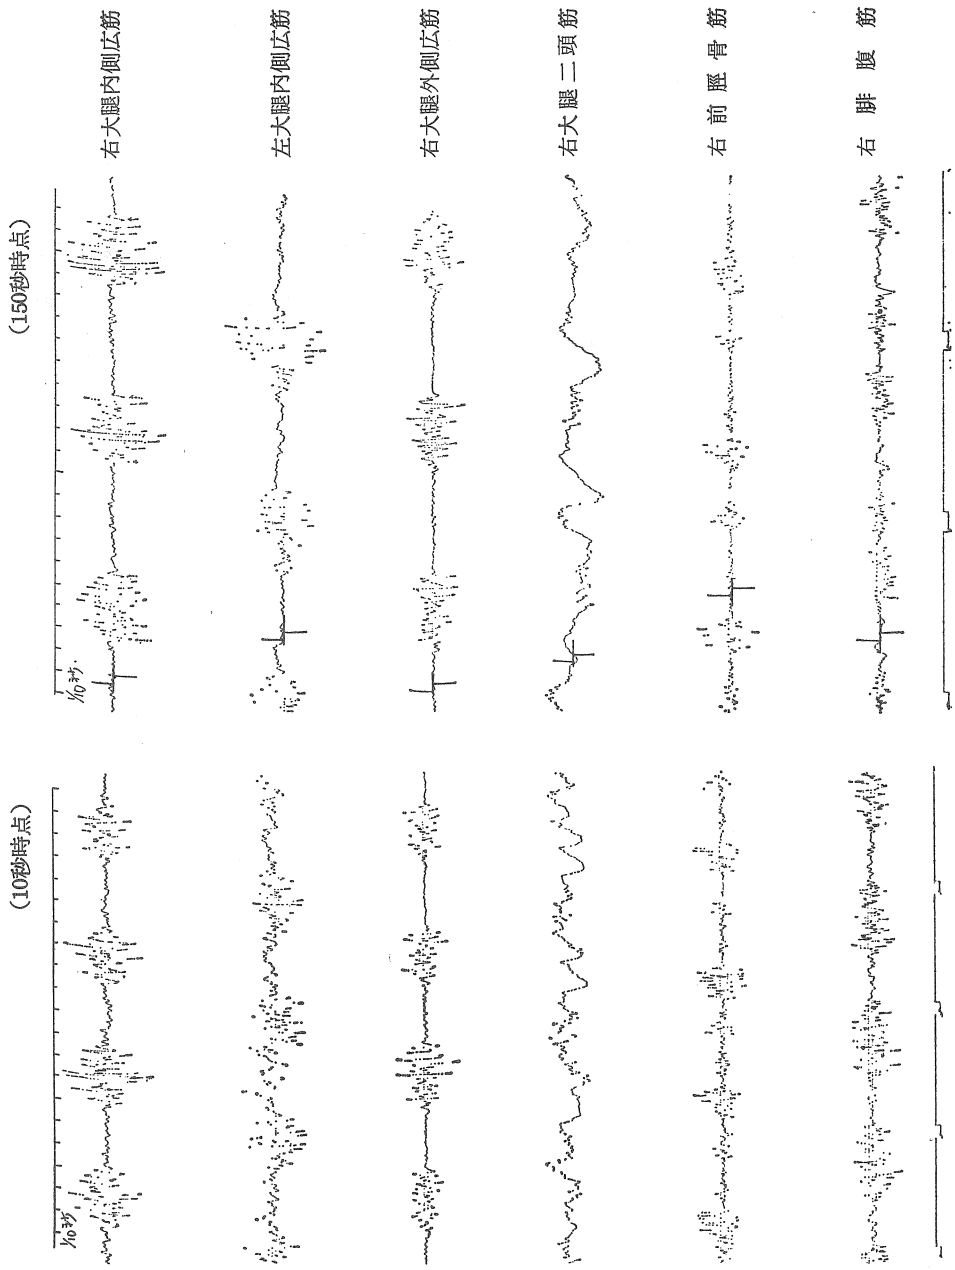 (150秒時点)
右大腿内側広筋
左大腿内側広筋
右大腿外側広筋
右大腿二頭筋
右前脛骨筋
右腓腹筋
1/10秒
(10秒時点)
1/10秒